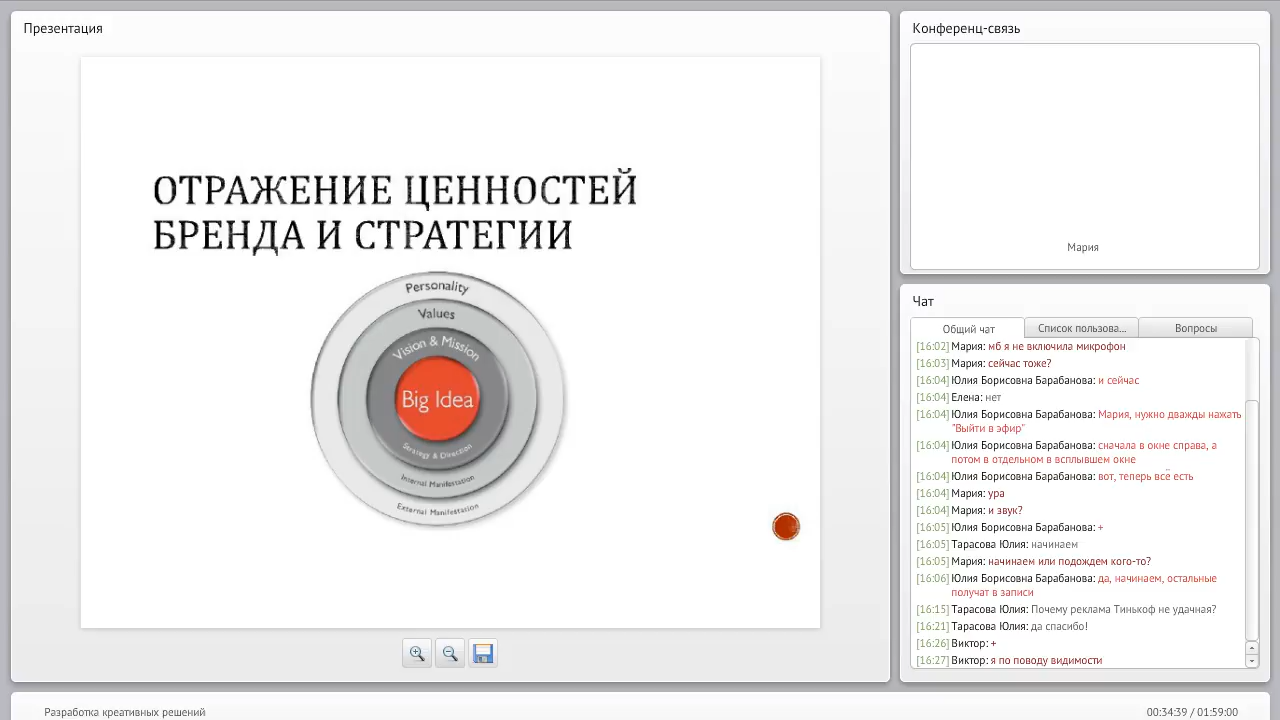 Презентация
ОТРАЖЕНИЕ ЦЕННОСТЕЙ
БРЕНДА И СТРАТЕГИИ
Personality
Values
Vision & Mission
Big Idea
Strategy & Direction
Internal Manifestation
External Manifestation
Конференц-связь
Мария
Чат
Общий чат
Список пользова...
Вопросы
[16:02] Мария: мб я не включила микрофон
[16:03] Мария: сейчас тоже?
[16:04] Юлия Борисовна Барабанова: и сейчас
[16:04] Елена: нет
[16:04] Юлия Борисовна Барабанова: Мария, нужно дважды нажать
"Выйти в эфир"
[16:04] Юлия Борисовна Барабанова: сначала в окне справа, а
потом в отдельном в всплывшем окне
[16:04] Юлия Борисовна Барабанова: вот, теперь всё есть
[16:04] Мария: ура
[16:04] Мария: и звук?
[16:05] Юлия Борисовна Барабанова: +
[16:05] Тарасова Юлия: начинаем
[16:05] Мария: начинаем или подождем кого-то?
[16:06] Юлия Борисовна Барабанова: да, начинаем, остальные
получат в записи
[16:15] Тарасова Юлия: Почему реклама Тинькоф не удачная?
[16:21] Тарасова Юлия: да спасибо!
[16:26] Виктор: +
[16:27] Виктор: я по поводу видимости
Разработка креативных решений
00:34:39 / 01:59:00